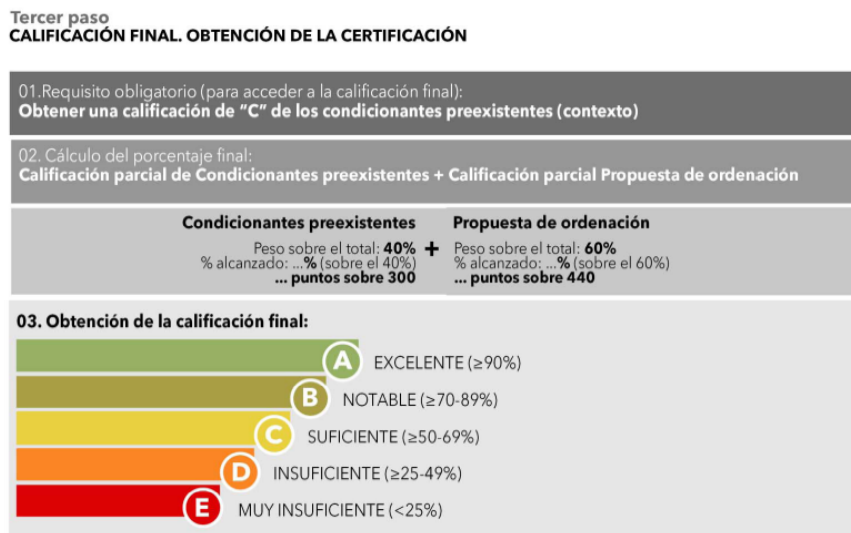 Tercer paso
CALIFICACIÓN FINAL. OBTENCIÓN DE LA CERTIFICACIÓN
01.Requisito obligatorio (para acceder a la calificación final):
Obtener una calificación de “C” de los condicionantes preexistentes (contexto)
02. Cálculo del porcentaje final:
Calificación parcial de Condicionantes preexistentes + Calificación parcial Propuesta de ordenación
Condicionantes preexistentes
Peso sobre el total: 40%
% alcanzado: ...% (sobre el 40%)
... puntos sobre 300
+
Propuesta de ordenación
Peso sobre el total: 60%
% alcanzado: ...% (sobre el 60%)
... puntos sobre 440
03. Obtención de la calificación final:
A EXCELENTE (≥90%)
B NOTABLE (≥70-89%)
C SUFICIENTE (≥50-69%)
D INSUFICIENTE (≥25-49%)
E MUY INSUFICIENTE (<25%)